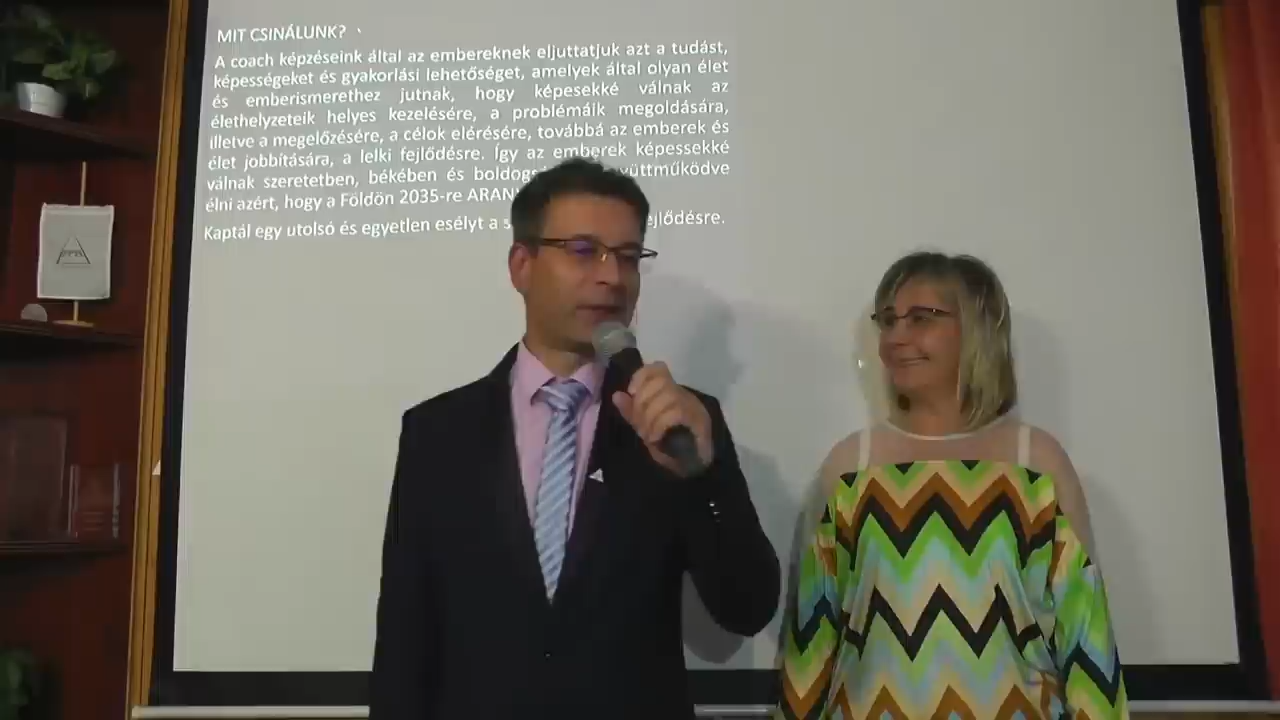 MIT CSINÁLUNK?
A coach képzéseink által az embereknek eljuttatjuk azt a tudást,
képességeket és gyakorlási lehetőséget, amelyek által olyan élet
és emberismerethez jutnak, hogy képesekké válnak az
élethelyzeteik helyes kezelésére, a problémáik megoldására,
illetve a megelőzésére, a célok elérésére, továbbá az emberek és
élet jobbítására, a lelki fejlődésre. Így az emberek képessekké
válnak szeretetben, békében és
élni azért, hogy a Földön 2035-re
Kaptál egy utolsó és egyetlen esélyt a